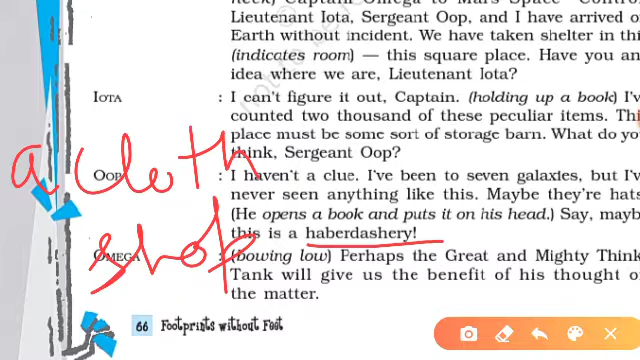 neck) Captain Omega to Mars Space Contro
Lieutenant Iota, Sergeant Oop, and I have arrived o
Earth without incident. We have taken shelter in thi
(indicates room) — this square place. Have you an
idea where we are, Lieutenant Iota?
IOTA : I can't figure it out, Captain. (holding up a book) I'v
counted two thousand of these peculiar items. Thi
place must be some sort of storage barn. What do yo
think, Sergeant Oop?
OOP : I haven't a clue. I've been to seven galaxies, but I'v
never seen anything like this. Maybe they're hats
(He opens a book and puts it on his head.) Say, mayb
this is a haberdashery!
OMEGA : (bowing low) Perhaps the Great and Mighty Think
Tank will give us the benefit of his thought o
the matter.
a cloth
shop
66 Footprints without Feet